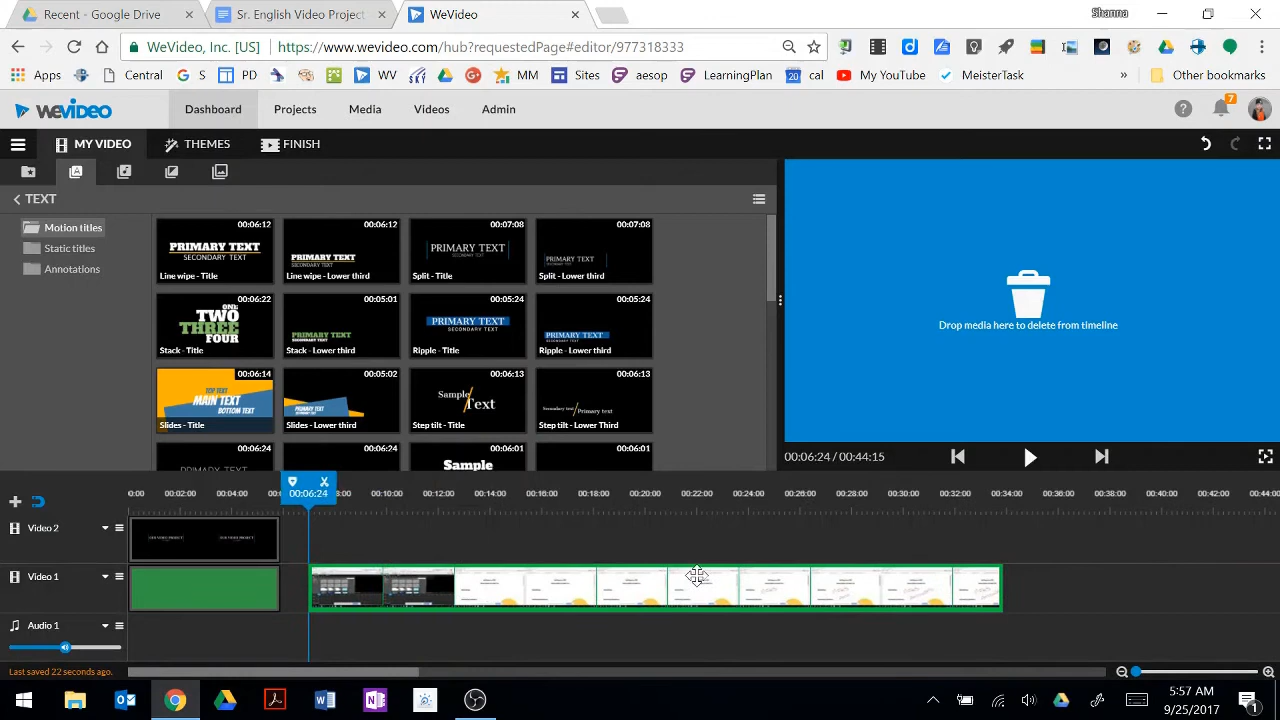 Recent - Google Drive
Sr. English Video Project
WeVideo
Shanna
WeVideo, Inc. [US]
https://www.wevideo.com/hub?requestedPage#editor/977318333
Apps
Central
S
PD
WV
MM
Sites
aesop
LearningPlan
20
cal
My YouTube
MeisterTask
»
Other bookmarks
WEVIDEO
Dashboard
Projects
Media
Videos
Admin
7
MY VIDEO
THEMES
FINISH
TEXT
Motion titles
Static titles
Annotations
00:06:12
PRIMARY TEXT
SECONDARY TEXT
Line wipe - Title
00:06:12
PRIMARY TEXT
SECONDARY TEXT
Line wipe - Lower third
00:07:08
PRIMARY TEXT
SECONDARY TEXT
Split - Title
00:07:08
PRIMARY TEXT
Split - Lower third
00:06:22
ONE
TWO
THREE
FOUR
Stack - Title
00:05:01
PRIMARY TEXT
SECONDARY TEXT
Stack - Lower third
00:05:24
PRIMARY TEXT
SECONDARY TEXT
Ripple - Title
00:05:24
PRIMARY TEXT
SECONDARY TEXT
Ripple - Lower third
00:06:14
TOP TEXT
MAIN TEXT
BOTTOM TEXT
Slides - Title
00:05:02
PRIMARY TEXT
SECONDARY TEXT
Slides - Lower third
00:06:13
Sample
Text
Step tilt - Title
00:06:13
Secondary text
Primary text
Step tilt - Lower Third
00:06:24
PRIMARY TEXT
00:06:24
00:06:01
Sample
00:06:01
Drop media here to delete from timeline
00:06:24 / 00:44:15
00:06:24
0:00
00:02:00
00:04:00
00:10:00
00:12:00
00:14:00
00:16:00
00:18:00
00:20:00
00:22:00
00:24:00
00:26:00
00:28:00
00:30:00
00:32:00
00:34:00
00:36:00
00:38:00
00:40:00
00:42:00
00:44:00
Video 2
Video 1
Audio 1
Last saved 22 seconds ago.
5:57 AM
9/25/2017
1